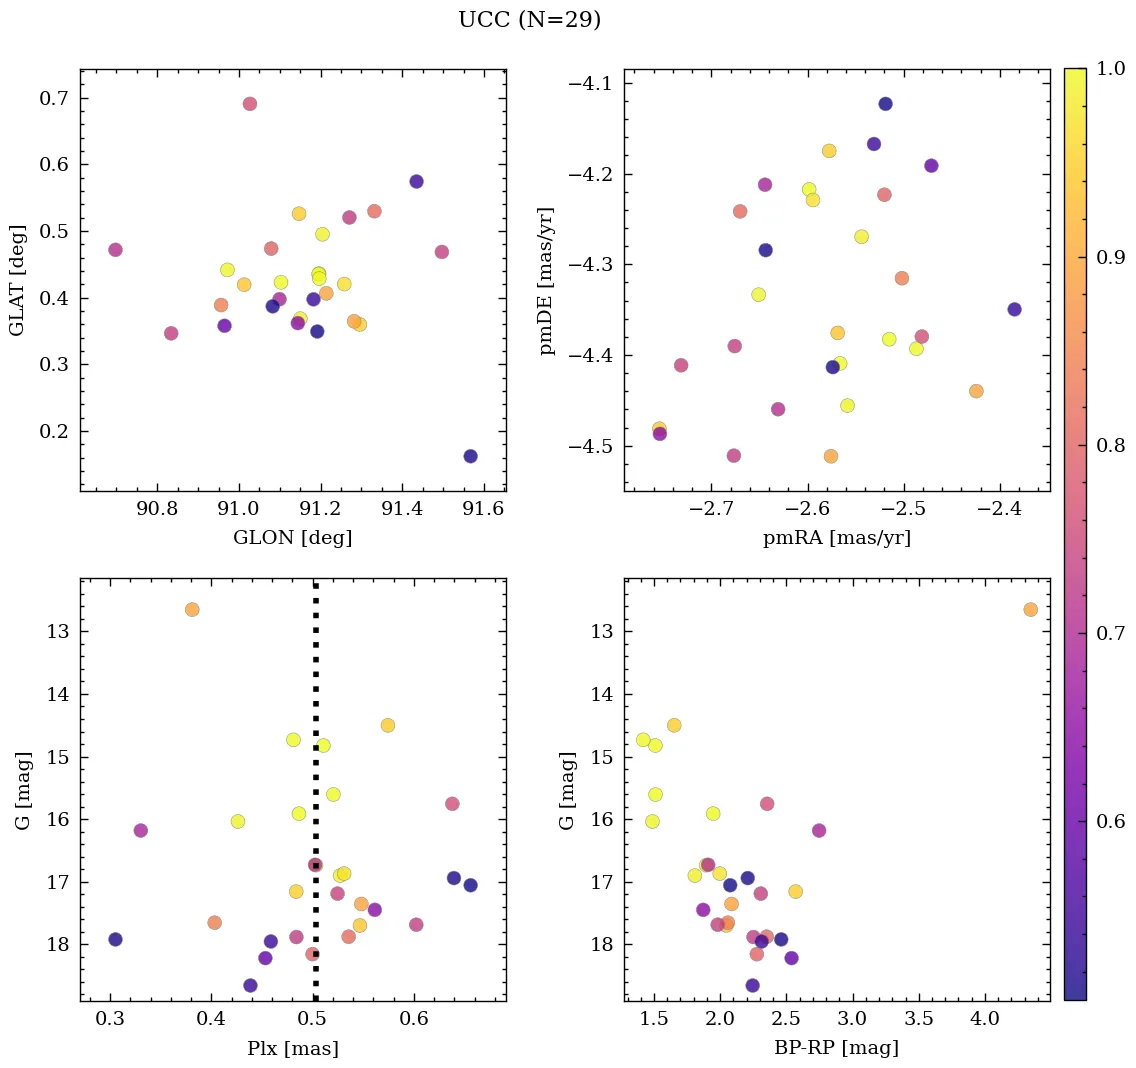 UCC (N=29)
0.7
0.6
0.5
0.4
0.3
0.2
GLAT [deg]
90.8 91.0 91.2 91.4 91.6
GLON [deg]
−4.1
−4.2
−4.3
−4.4
−4.5
pmDE [mas/yr]
−2.7 −2.6 −2.5 −2.4
pmRA [mas/yr]
1.0
0.9
0.8
0.7
0.6
13
14
15
16
17
18
G [mag]
0.3 0.4 0.5 0.6
Plx [mas]
13
14
15
16
17
18
G [mag]
1.5 2.0 2.5 3.0 3.5 4.0
BP-RP [mag]